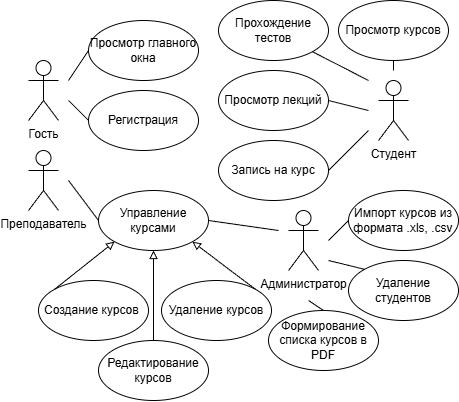 Прохождение
тестов
Просмотр курсов
Просмотр главного
окна
Просмотр лекций
Регистрация
Гость
Студент
Запись на курс
Преподаватель
Управление
курсами
Импорт курсов из
формата .xls, .csv
Администратор
Удаление
студентов
Создание курсов
Удаление курсов
Формирование
списка курсов в
PDF
Редактирование
курсов